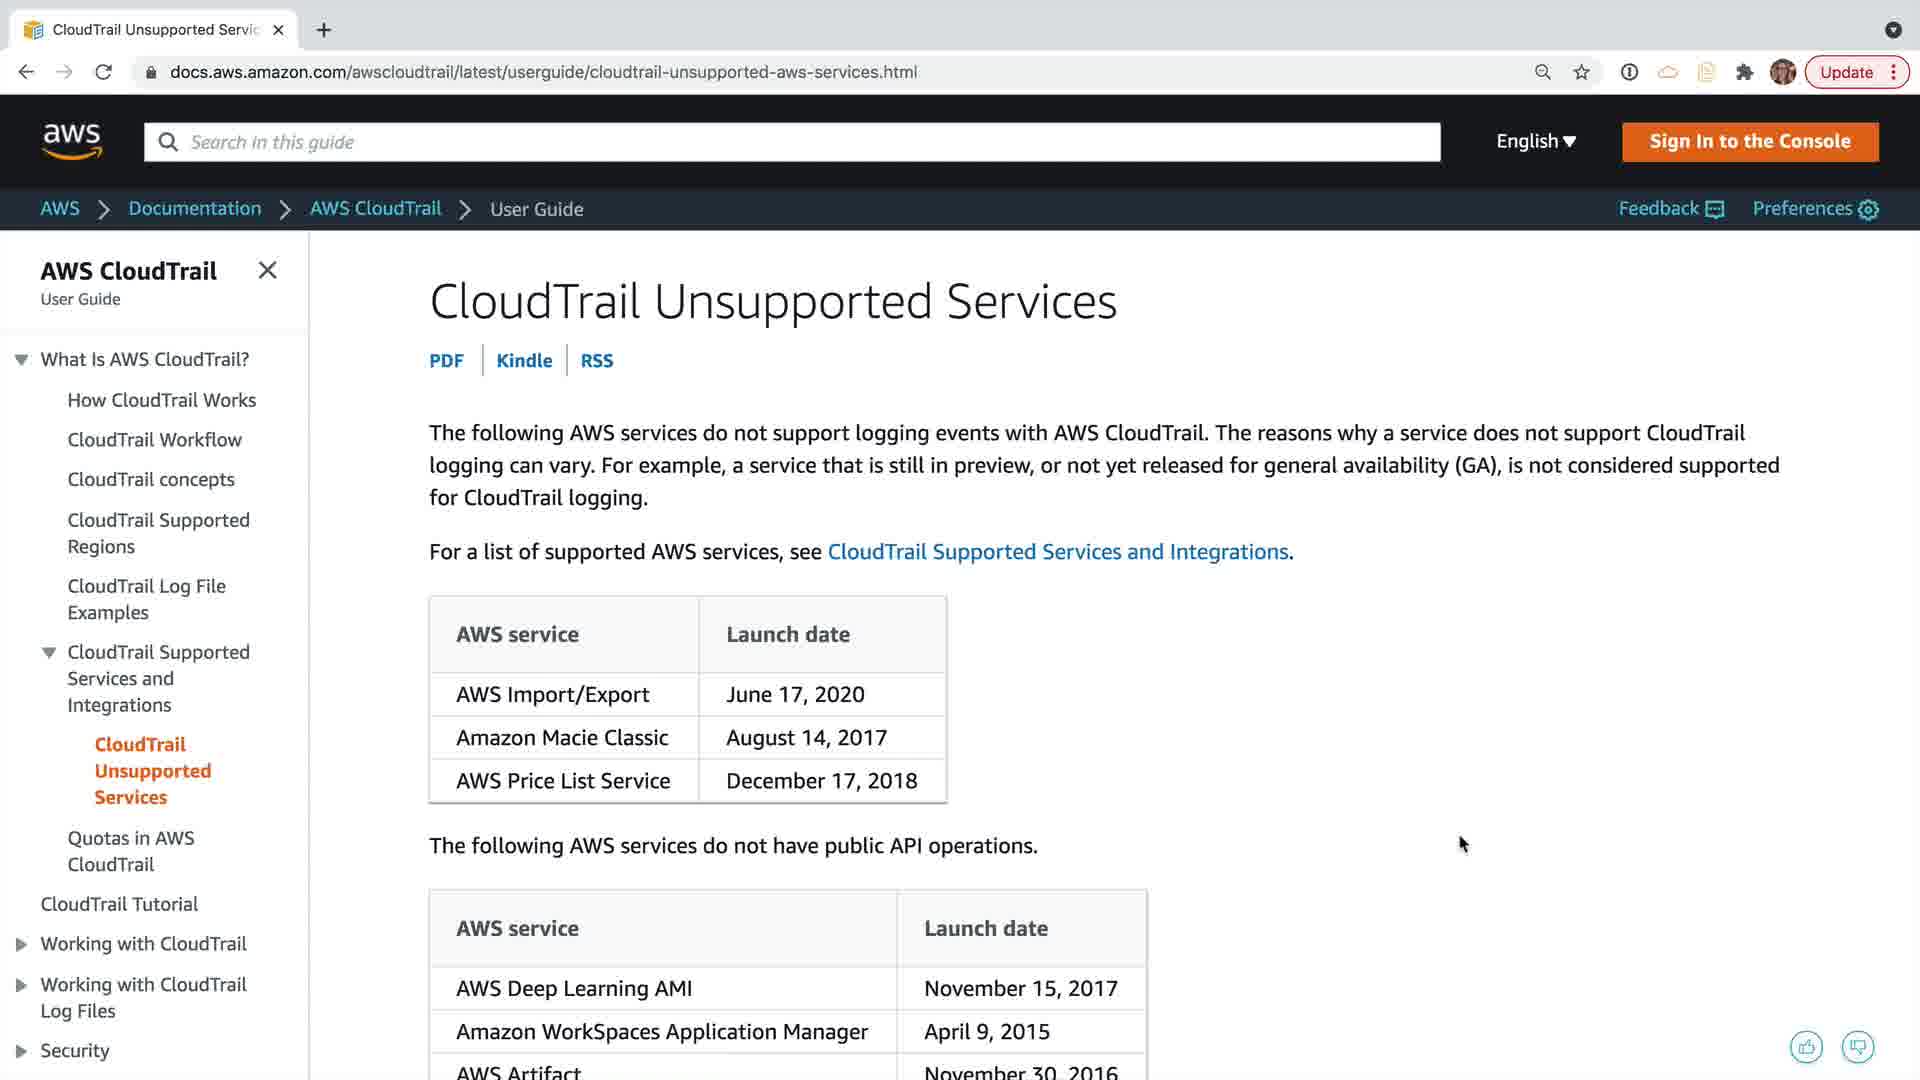 CloudTrail Unsupported Servic
docs.aws.amazon.com/awscloudtrail/latest/userguide/cloudtrail-unsupported-aws-services.html
Update
aws
Search in this guide
English
Sign In to the Console
AWS
Documentation
AWS CloudTrail
User Guide
Feedback
Preferences
AWS CloudTrail
User Guide
What Is AWS CloudTrail?
How CloudTrail Works
CloudTrail Workflow
CloudTrail concepts
CloudTrail Supported
Regions
CloudTrail Log File
Examples
CloudTrail Supported
Services and
Integrations
CloudTrail
Unsupported
Services
Quotas in AWS
CloudTrail
CloudTrail Tutorial
Working with CloudTrail
Working with CloudTrail
Log Files
Security
CloudTrail Unsupported Services
PDF
Kindle
RSS
The following AWS services do not support logging events with AWS CloudTrail. The reasons why a service does not support CloudTrail
logging can vary. For example, a service that is still in preview, or not yet released for general availability (GA), is not considered supported
for CloudTrail logging.
For a list of supported AWS services, see CloudTrail Supported Services and Integrations.
AWS service
Launch date
AWS Import/Export
June 17, 2020
Amazon Macie Classic
August 14, 2017
AWS Price List Service
December 17, 2018
The following AWS services do not have public API operations.
AWS service
Launch date
AWS Deep Learning AMI
November 15, 2017
Amazon WorkSpaces Application Manager
April 9, 2015
AWS Artifact
November 30, 2016